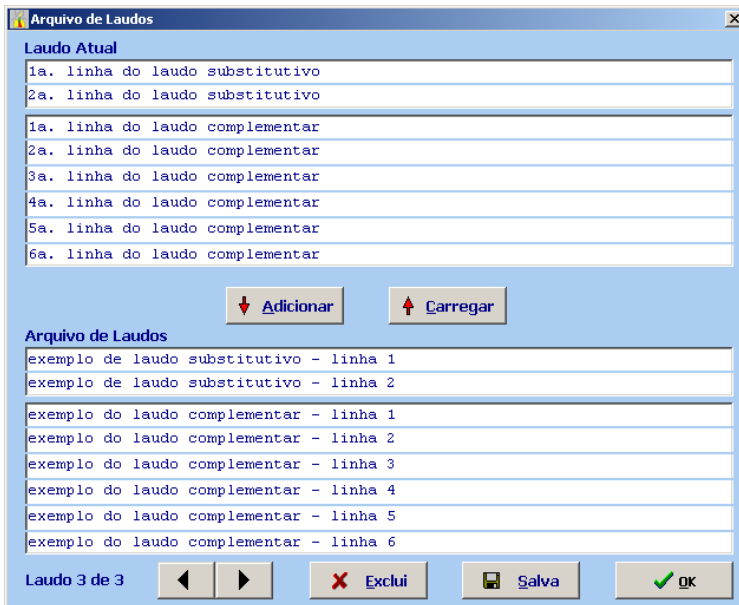 Arquivo de Laudos
Laudo Atual
1a. linha do laudo substitutivo
2a. linha do laudo substitutivo
1a. linha do laudo complementar
2a. linha do laudo complementar
3a. linha do laudo complementar
4a. linha do laudo complementar
5a. linha do laudo complementar
6a. linha do laudo complementar
Adicionar Carregar
Arquivo de Laudos
exemplo de laudo substitutivo - linha 1
exemplo de laudo substitutivo - linha 2
exemplo do laudo complementar - linha 1
exemplo do laudo complementar - linha 2
exemplo do laudo complementar - linha 3
exemplo do laudo complementar - linha 4
exemplo do laudo complementar - linha 5
exemplo do laudo complementar - linha 6
Laudo 3 de 3 Exclui Salva OK